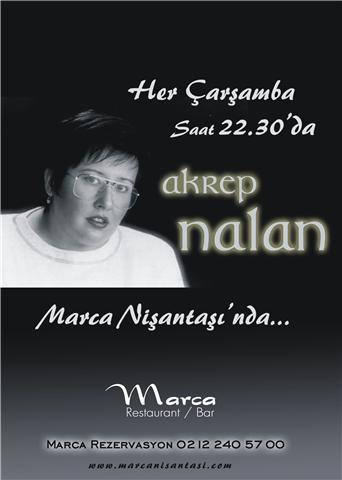 Her Çarşamba
Saat 22.30'da
akrep
nalan
Marca Nişantaşı'nda...
Marca
Restaurant / Bar
Marca Rezervasyon 0212 240 57 00
www.marcanisantasi.com